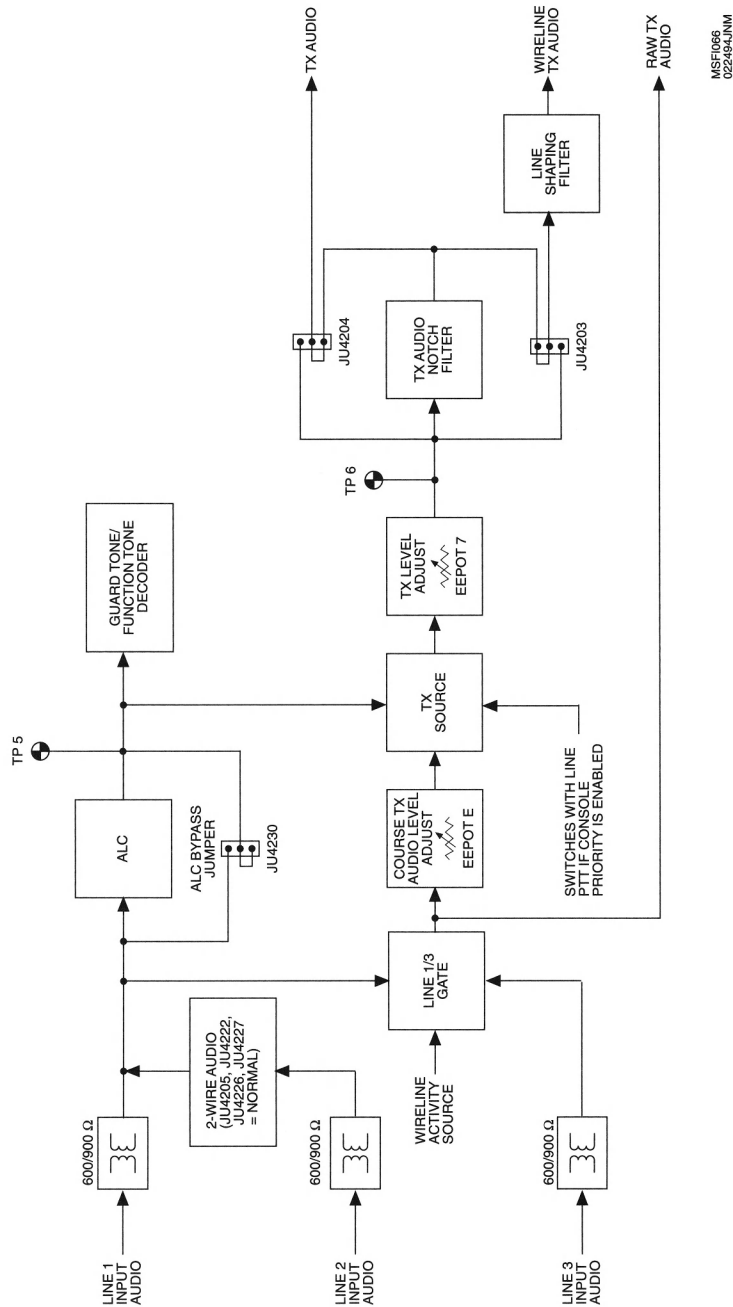 LINE 1
INPUT
AUDIO
600/900 Ω
2-WIRE AUDIO
(JU4205, JU4222,
JU4226, JU4227
= NORMAL)
LINE 2
INPUT
AUDIO
600/900 Ω
LINE 3
INPUT
AUDIO
600/900 Ω
ALC
ALC BYPASS
JUMPER
JU4230
TP 5
GUARD TONE/
FUNCTION TONE
DECODER
WIRELINE
ACTIVITY
SOURCE
LINE 1/3
GATE
COURSE TX
AUDIO LEVEL
ADJUST
EEPOT E
TX
SOURCE
SWITCHES WITH LINE
PTT IF CONSOLE
PRIORITY IS ENABLED
TX LEVEL
ADJUST
EEPOT 7
TP 6
TX AUDIO
NOTCH
FILTER
JU4204
JU4203
LINE
SHAPING
FILTER
TX AUDIO
WIRELINE
TX AUDIO
RAW TX
AUDIO
MSFI066
022494JNM